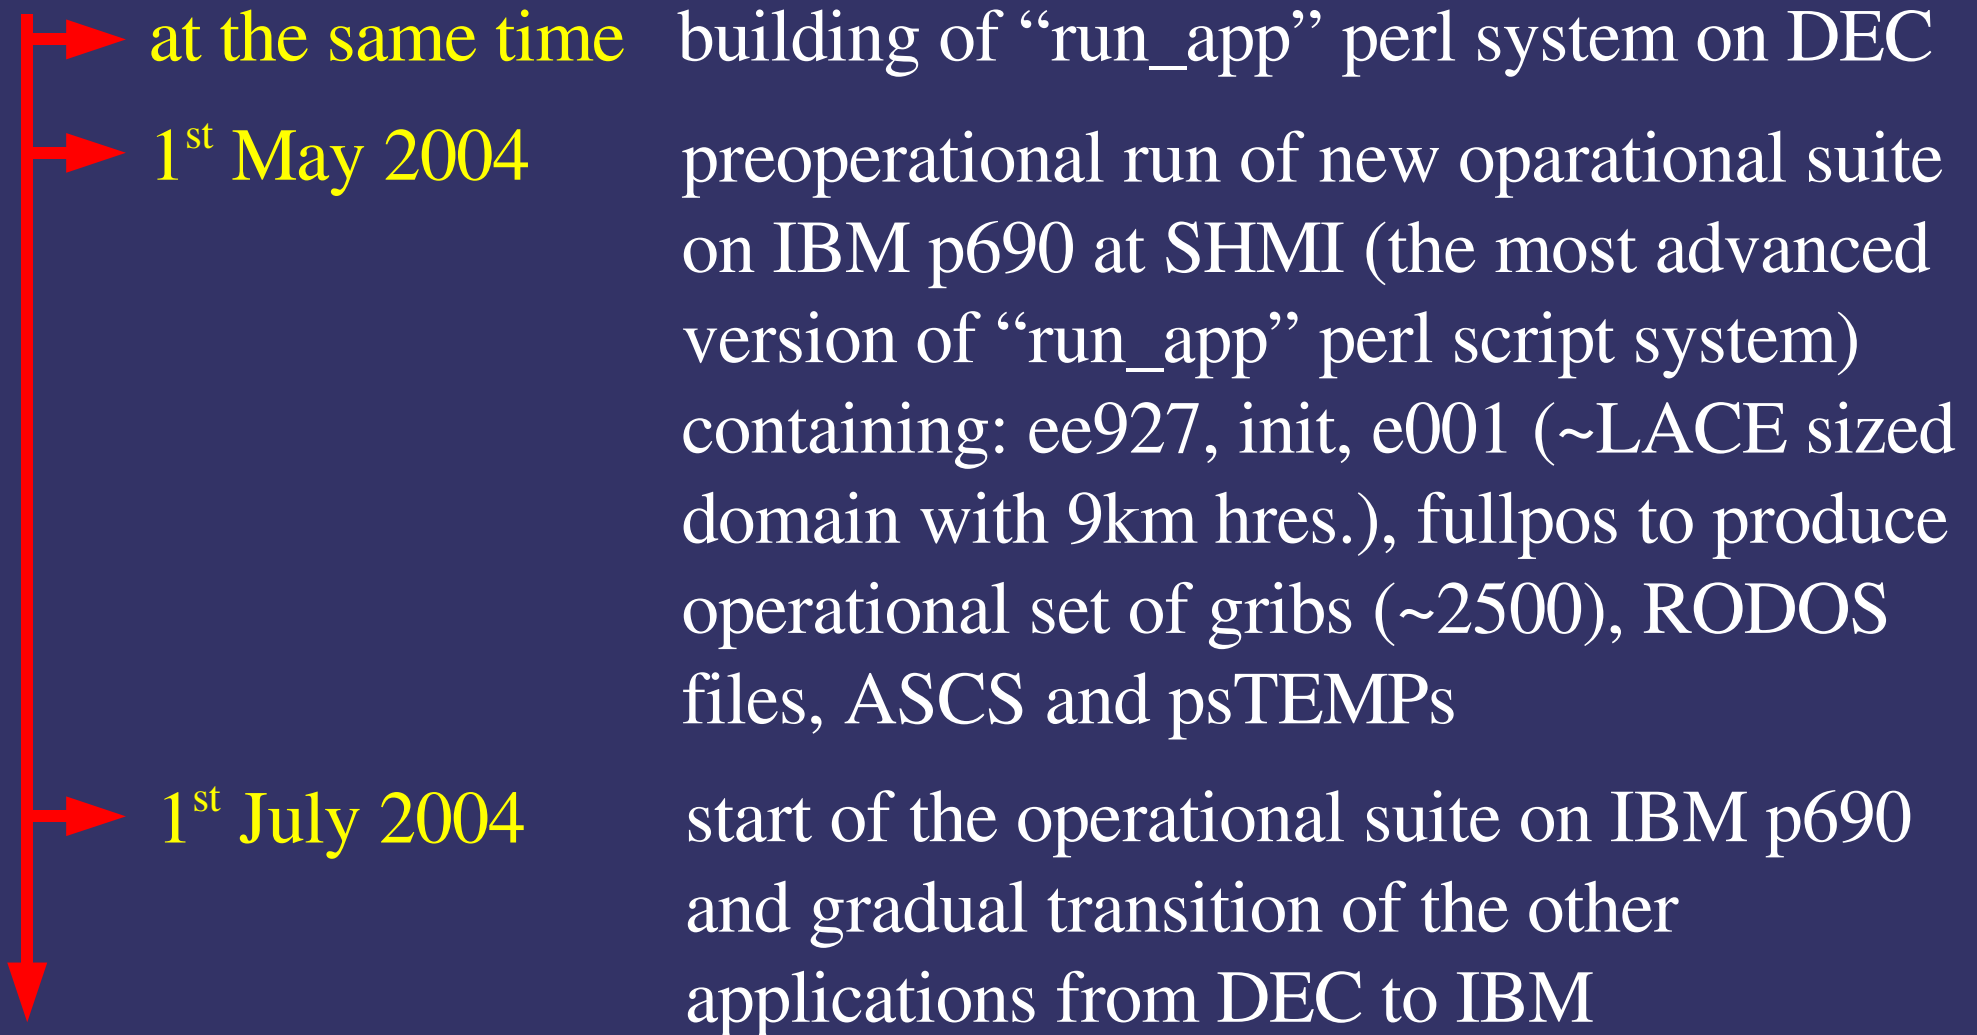 at the same time building of “run_app” perl system on DEC
1st May 2004 preoperational run of new oparational suite
on IBM p690 at SHMI (the most advanced
version of “run_app” perl script system)
containing: ee927, init, e001 (~LACE sized
domain with 9km hres.), fullpos to produce
operational set of gribs (~2500), RODOS
files, ASCS and psTEMPs
1st July 2004 start of the operational suite on IBM p690
and gradual transition of the other
applications from DEC to IBM